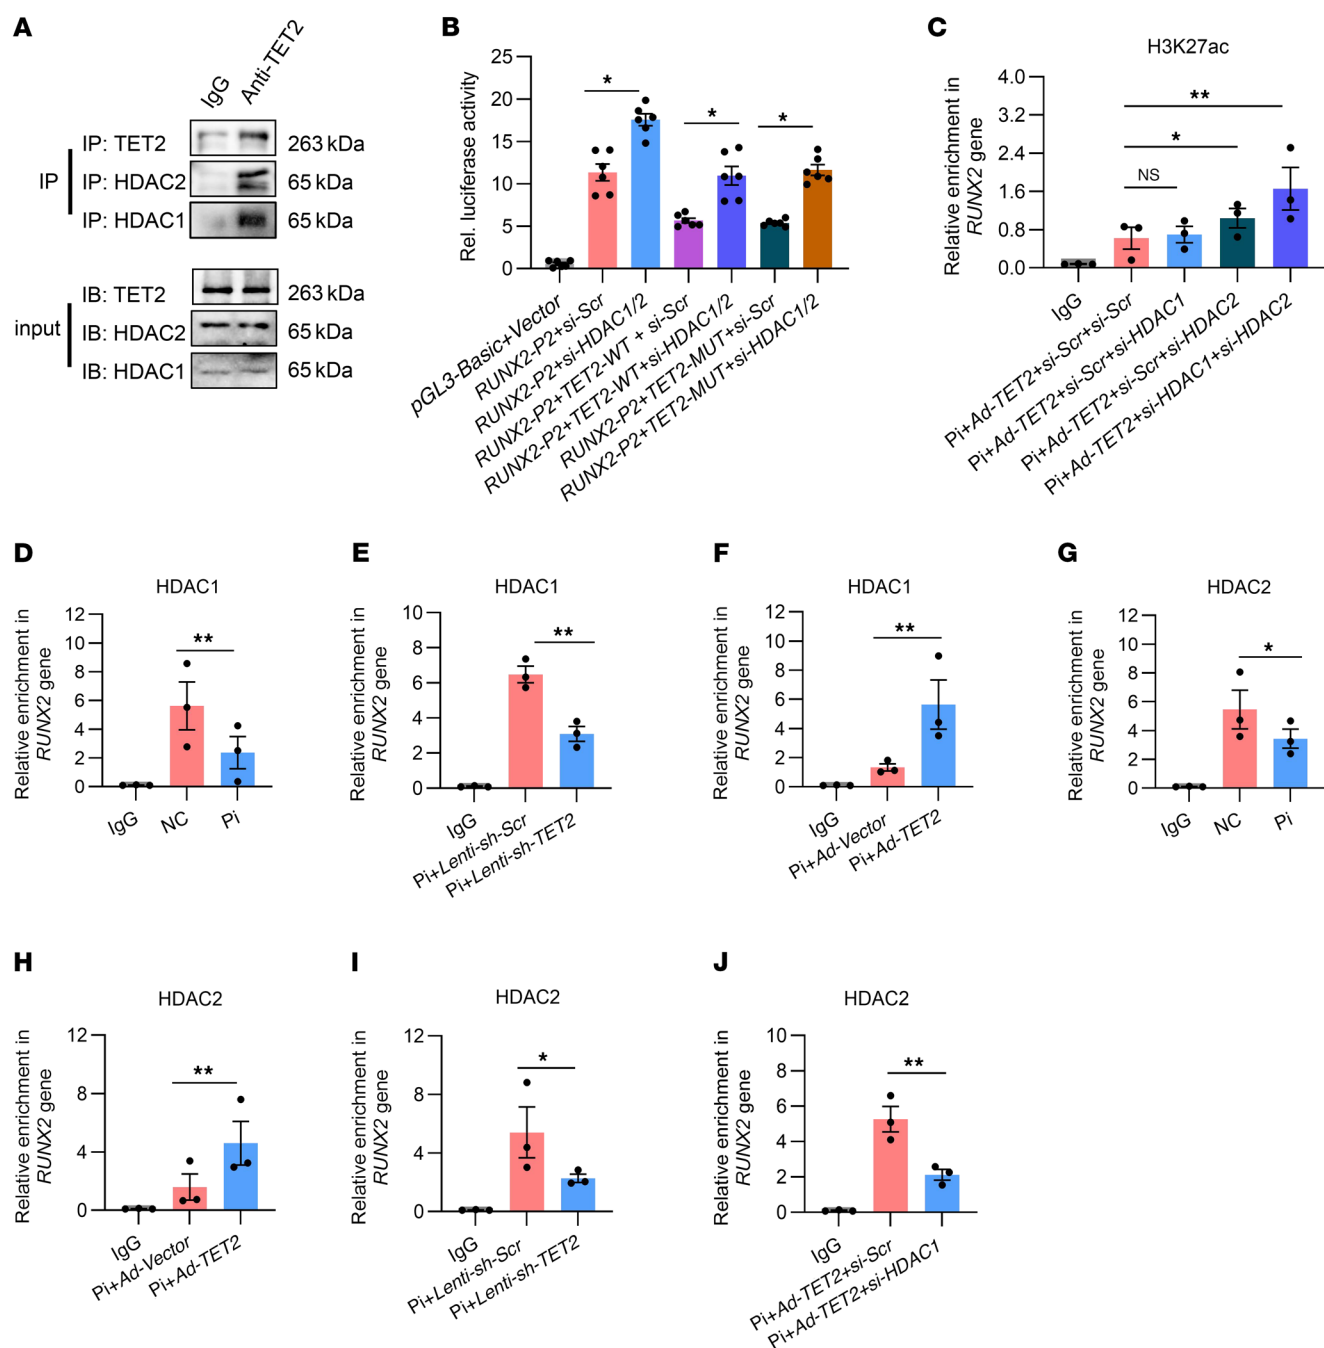 A
IgG
Anti-TET2
IP
IP: TET2
263 kDa
IP: HDAC2
65 kDa
IP: HDAC1
65 kDa
input
IB: TET2
263 kDa
IB: HDAC2
65 kDa
IB: HDAC1
65 kDa
B
Rel. luciferase activity
25
20
15
10
5
0
*
*
*
pGL3-Basic+Vector
RUNX2-P2+si-Scr
RUNX2-P2+si-HDAC1/2
RUNX2-P2+TET2-WT + si-Scr
RUNX2-P2+TET2-WT+si-HDAC1/2
RUNX2-P2+TET2-MUT+si-Scr
RUNX2-P2+TET2-MUT+si-HDAC1/2
C
H3K27ac
Relative enrichment in
RUNX2 gene
4.0
3.2
2.4
1.6
0.8
0.0
**
*
NS
IgG
Pi+Ad-TET2+si-Scr+si-Scr
Pi+Ad-TET2+si-Scr+si-HDAC1
Pi+Ad-TET2+si-Scr+si-HDAC2
Pi+Ad-TET2+si-HDAC1+si-HDAC2
D
HDAC1
Relative enrichment in
RUNX2 gene
12
10
8
6
4
2
0
**
IgG
NC
Pi
E
HDAC1
Relative enrichment in
RUNX2 gene
10
8
6
4
2
0
**
IgG
Pi+Lenti-sh-Scr
Pi+Lenti-sh-TET2
F
HDAC1
Relative enrichment in
RUNX2 gene
12
10
8
6
4
2
0
**
IgG
Pi+Ad-Vector
Pi+Ad-TET2
G
HDAC2
Relative enrichment in
RUNX2 gene
12
10
8
6
4
2
0
*
IgG
NC
Pi
H
HDAC2
Relative enrichment in
RUNX2 gene
12
8
4
0
**
IgG
Pi+Ad-Vector
Pi+Ad-TET2
I
HDAC2
Relative enrichment in
RUNX2 gene
12
8
4
0
*
IgG
Pi+Lenti-sh-Scr
Pi+Lenti-sh-TET2
J
HDAC2
Relative enrichment in
RUNX2 gene
10
8
6
4
2
0
**
IgG
Pi+Ad-TET2+si-Scr
Pi+Ad-TET2+si-HDAC1